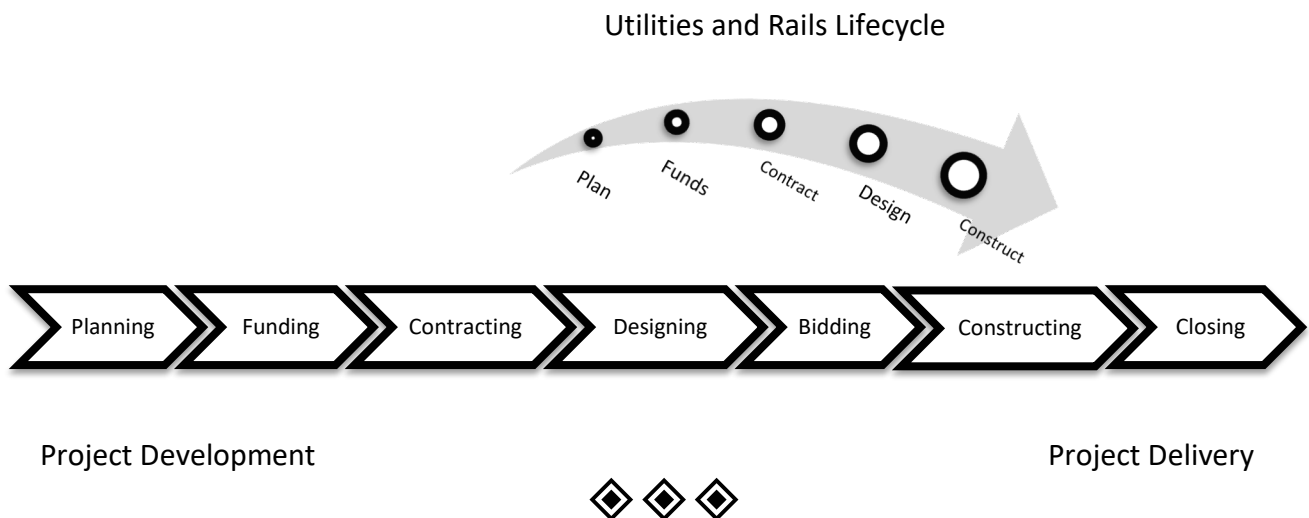 Utilities and Rails Lifecycle
Plan
Funds
Contract
Design
Construct
Planning
Funding
Contracting
Designing
Bidding
Constructing
Closing
Project Development
Project Delivery